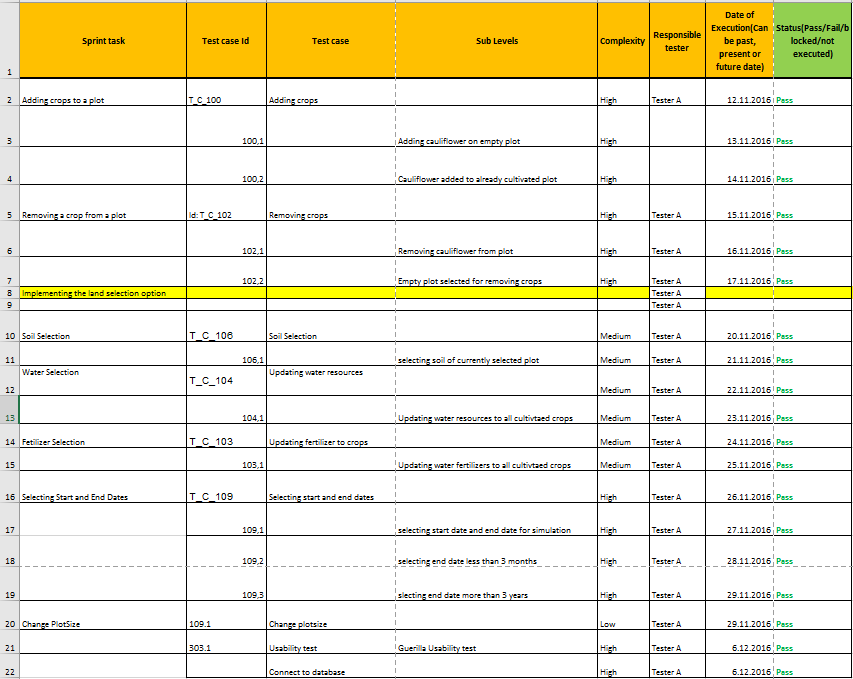 Sprint task Test case Id Test case Sub Levels Complexity Responsible tester Date of Execution(Can be past, present or future date) Status(Pass/Fail/blocked/not executed)
1
2 Adding crops to a plot T_C_100 Adding crops High Tester A 12.11.2016 Pass
3 100,1 Adding cauliflower on empty plot High 13.11.2016 Pass
4 100,2 Cauliflower added to already cultivated plot High 14.11.2016 Pass
5 Removing a crop from a plot Id: T_C_102 Removing crops High Tester A 15.11.2016 Pass
6 102,1 Removing cauliflower from plot High Tester A 16.11.2016 Pass
7 102,2 Empty plot selected for removing crops High Tester A 17.11.2016 Pass
8 Implementing the land selection option Tester A
9 Tester A
10 Soil Selection T_C_106 Soil Selection Medium Tester A 20.11.2016 Pass
11 106,1 selecting soil of currently selected plot Medium Tester A 21.11.2016 Pass
12 Water Selection T_C_104 Updating water resources Medium Tester A 22.11.2016 Pass
13 104,1 Updating water resources to all cultivtaed crops Medium Tester A 23.11.2016 Pass
14 Fetilizer Selection T_C_103 Updating fertilizer to crops Medium Tester A 24.11.2016 Pass
15 103,1 Updating water fertilizers to all cultivtaed crops Medium Tester A 25.11.2016 Pass
16 Selecting Start and End Dates T_C_109 Selecting start and end dates High Tester A 26.11.2016 Pass
17 109,1 selecting start date and end date for simulation High Tester A 27.11.2016 Pass
18 109,2 selecting end date less than 3 months High Tester A 28.11.2016 Pass
19 109,3 slecting end date more than 3 years High Tester A 29.11.2016 Pass
20 Change PlotSize 109.1 Change plotsize Low Tester A 29.11.2016 Pass
21 303.1 Usability test Guerilla Usability test High Tester A 6.12.2016 Pass
22 Connect to database High Tester A 6.12.2016 Pass